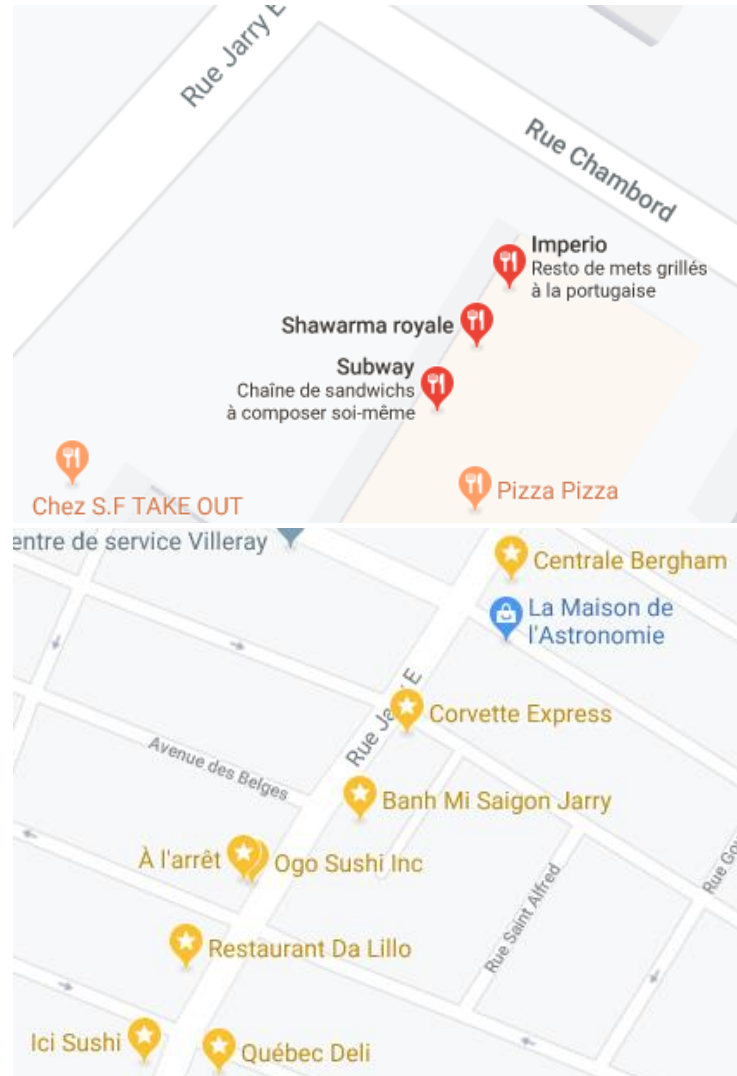 Rue Jarry E
Rue Chambord
Imperio
Resto de mets grillés
à la portugaise
Shawarma royale
Subway
Chaîne de sandwichs
à composer soi-même
Chez S.F TAKE OUT
Pizza Pizza
entre de service Villeray
Centrale Bergham
La Maison de
l'Astronomie
Rue Ja E
Corvette Express
Avenue des Belges
Banh Mi Saigon Jarry
À l'arrêt
Ogo Sushi Inc
Rue Saint Alfred
Rue Go
Restaurant Da Lillo
Ici Sushi
Québec Deli